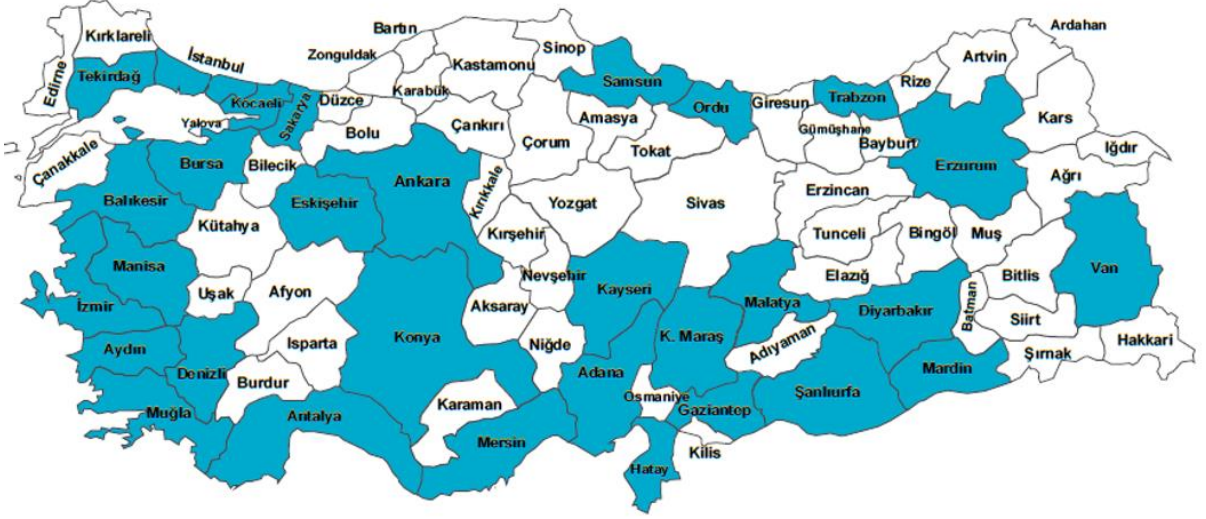 Kırklareli
Edirne
Tekirdağ
İstanbul
Kocaeli
Yalova
Sakarya
Düzce
Zonguldak
Bartın
Karabük
Kastamonu
Sinop
Samsun
Ordu
Giresun
Trabzon
Rize
Artvin
Ardahan
Kars
Iğdır
Ağrı
Erzurum
Bayburt
Gümüşhane
Erzincan
Tokat
Amasya
Çorum
Çankırı
Bolu
Bilecik
Bursa
Çanakkale
Balıkesir
Kütahya
Eskişehir
Ankara
Kırıkkale
Yozgat
Sivas
Kırşehir
Nevşehir
Kayseri
Malatya
Elazığ
Tunceli
Bingöl
Muş
Bitlis
Van
Hakkari
Şırnak
Siirt
Batman
Diyarbakır
Mardin
Şanlıurfa
Adıyaman
K. Maraş
Gaziantep
Kilis
Osmaniye
Hatay
Adana
Niğde
Aksaray
Konya
Karaman
Mersin
Antalya
Burdur
Isparta
Afyon
Uşak
Manisa
İzmir
Aydın
Denizli
Muğla